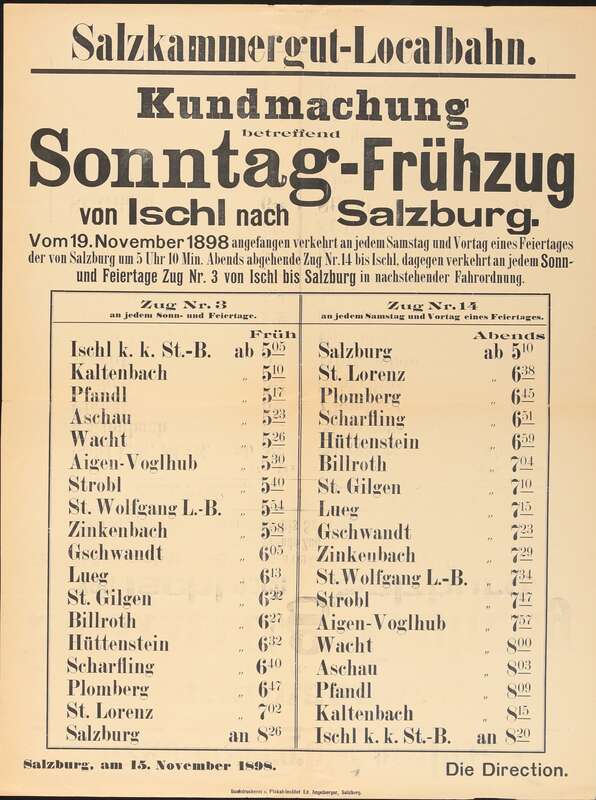 Salzkammergut-Localbahn.
Kundmachung
betreffend
Sonntag-Frühzug
von Ischl nach Salzburg.
Vom 19. November 1898 angefangen verkehrt an jedem Samstag und Vortag eines Feiertages
der von Salzburg um 5 Uhr 10 Min. Abends abgehende Zug Nr. 14 bis Ischl, dagegen verkehrt an jedem Sonn-
und Feiertage Zug Nr. 3 von Ischl bis Salzburg in nachstehender Fahrordnung.
Zug Nr. 3
an jedem Sonn- und Feiertage.
Früh
Ischl k. k. St.-B. ab 5 05
Kaltenbach „ 5 10
Pfandl „ 5 17
Aschau „ 5 23
Wacht „ 5 26
Aigen-Voglhub „ 5 30
Strobl „ 5 40
St. Wolfgang L.-B. „ 5 54
Zinkenbach „ 5 58
Gschwandt „ 6 05
Lueg „ 6 13
St. Gilgen „ 6 22
Billroth „ 6 27
Hüttenstein „ 6 32
Scharfling „ 6 40
Plomberg „ 6 47
St. Lorenz „ 7 02
Salzburg an 8 26
Zug Nr. 14
an jedem Samstag und Vortag eines Feiertages.
Abends
Salzburg ab 5 10
St. Lorenz „ 6 38
Plomberg „ 6 45
Scharfling „ 6 51
Hüttenstein „ 6 59
Billroth „ 7 04
St. Gilgen „ 7 10
Lueg „ 7 15
Gschwandt „ 7 23
Zinkenbach „ 7 29
St. Wolfgang L.-B. „ 7 34
Strobl „ 7 47
Aigen-Voglhub „ 7 57
Wacht „ 8 00
Aschau „ 8 03
Pfandl „ 8 09
Kaltenbach „ 8 15
Ischl k. k. St.-B. an 8 20
Salzburg, am 15. November 1898.
Die Direction.
Buchdruckerei u. Plakat-Institut Ed. Angeberger, Salzburg.